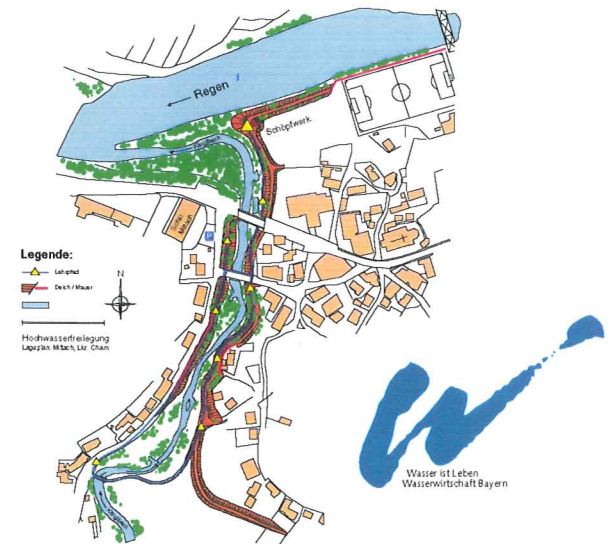 Regen
Schöpfwerk
P
Legende:
Lehrpfad
Deich / Mauer
N
Hochwasserfreilegung
Lageplan: Miltach, Lkr. Cham
Wasser ist Leben
Wasserwirtschaft Bayern